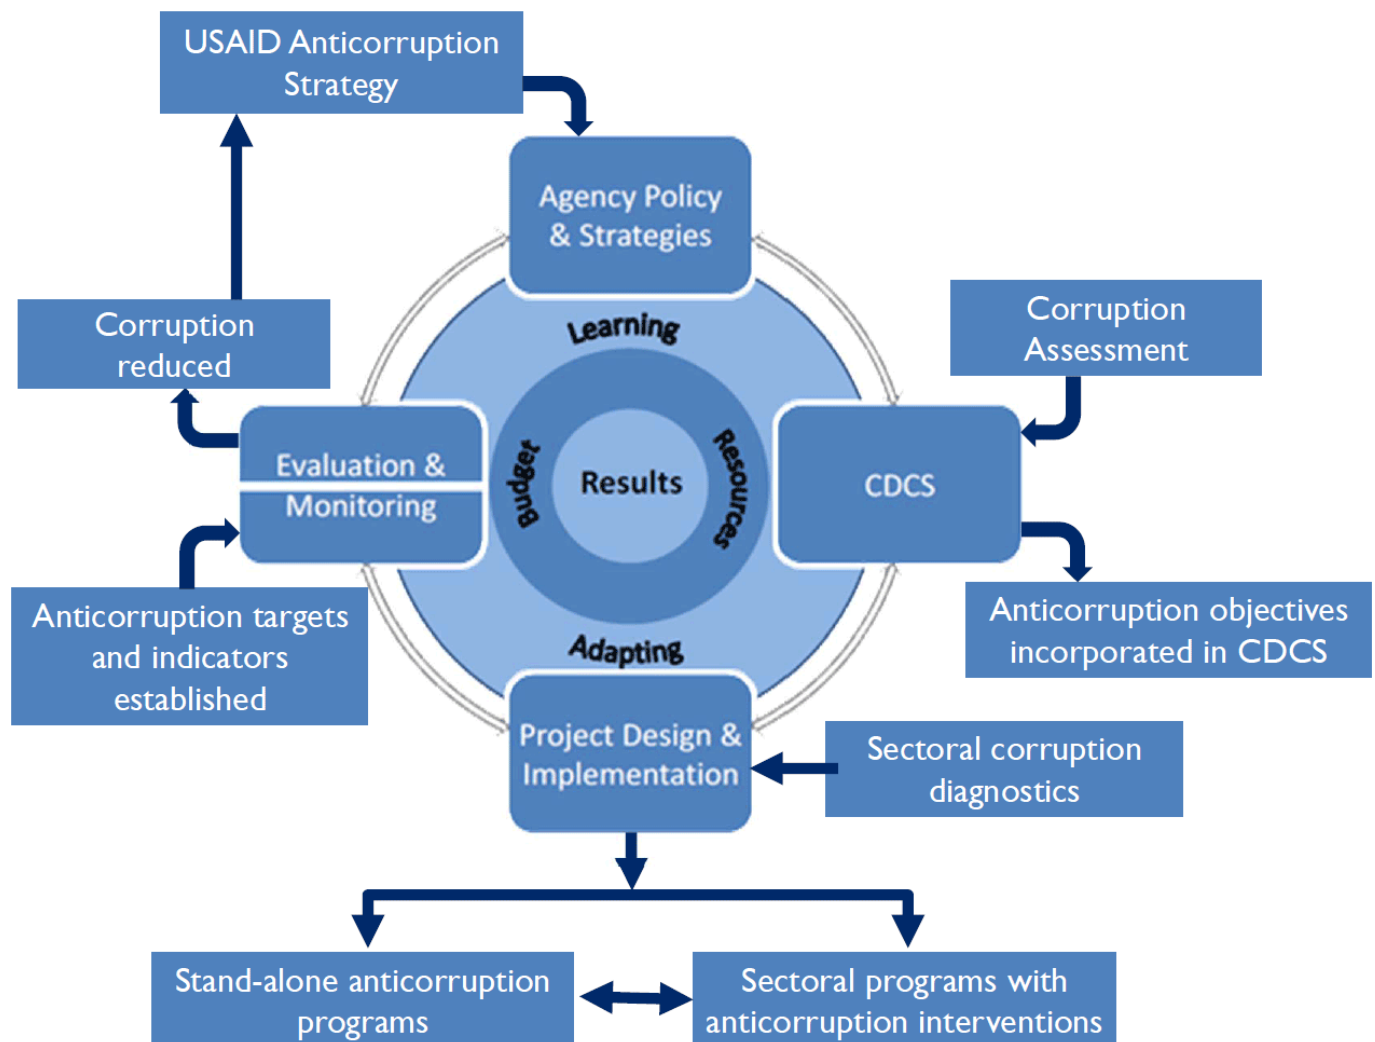 USAID Anticorruption
Strategy
Agency Policy
& Strategies
Corruption
reduced
Corruption
Assessment
Learning
Evaluation &
Monitoring
Budget
Results
Resources
CDCS
Anticorruption targets
and indicators
established
Anticorruption objectives
incorporated in CDCS
Adapting
Project Design &
Implementation
Sectoral corruption
diagnostics
Stand-alone anticorruption
programs
Sectoral programs with
anticorruption interventions